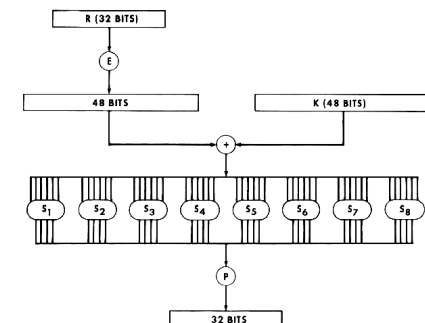 R (32 BITS)
E
48 BITS
K (48 BITS)
+
S1 S2 S3 S4 S5 S6 S7 S8
P
32 BITS